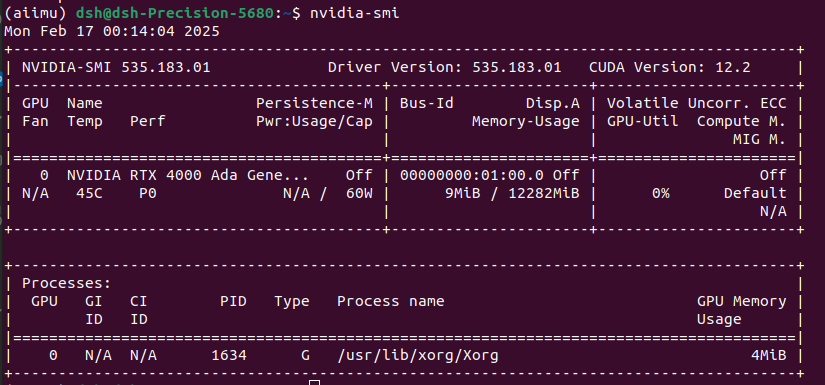 (aiimu) dsh@dsh-Precision-5680:~$ nvidia-smi
Mon Feb 17 00:14:04 2025
+-----------------------------------------------------------------------------------------+
| NVIDIA-SMI 535.183.01             Driver Version: 535.183.01   CUDA Version: 12.2     |
|-------------------------------+----------------------+----------------------+
| GPU  Name                 Persistence-M | Bus-Id        Disp.A | Volatile Uncorr. ECC |
| Fan  Temp   Perf          Pwr:Usage/Cap |         Memory-Usage | GPU-Util  Compute M. |
|                                         |                      |               MIG M. |
|=========================================+======================+======================|
|   0  NVIDIA RTX 4000 Ada Gene...    Off | 00000000:01:00.0 Off |                  Off |
| N/A   45C    P0              N/A /  60W |      9MiB / 12282MiB |      0%      Default |
|                                         |                      |                  N/A |
+-----------------------------------------+----------------------+----------------------+
+---------------------------------------------------------------------------------------+
| Processes:                                                                            |
|  GPU   GI   CI        PID   Type   Process name                            GPU Memory |
|        ID   ID                                                             Usage      |
|=======================================================================================|
|    0   N/A  N/A      1634      G   /usr/lib/xorg/Xorg                            4MiB |
+---------------------------------------------------------------------------------------+